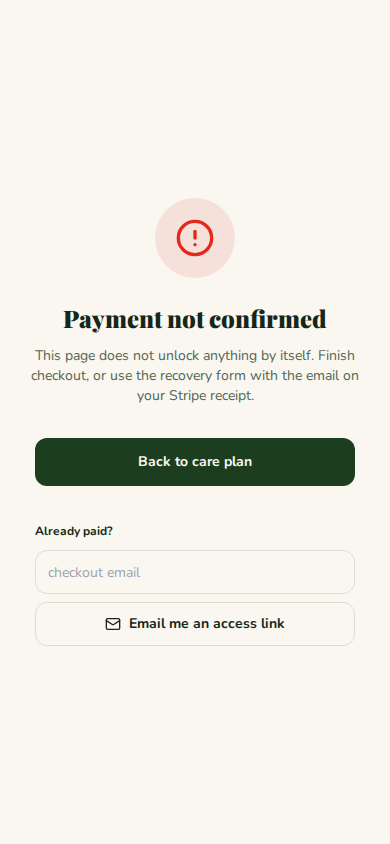 Payment not confirmed
This page does not unlock anything by itself. Finish
checkout, or use the recovery form with the email on
your Stripe receipt.
Back to care plan
Already paid?
checkout email
Email me an access link